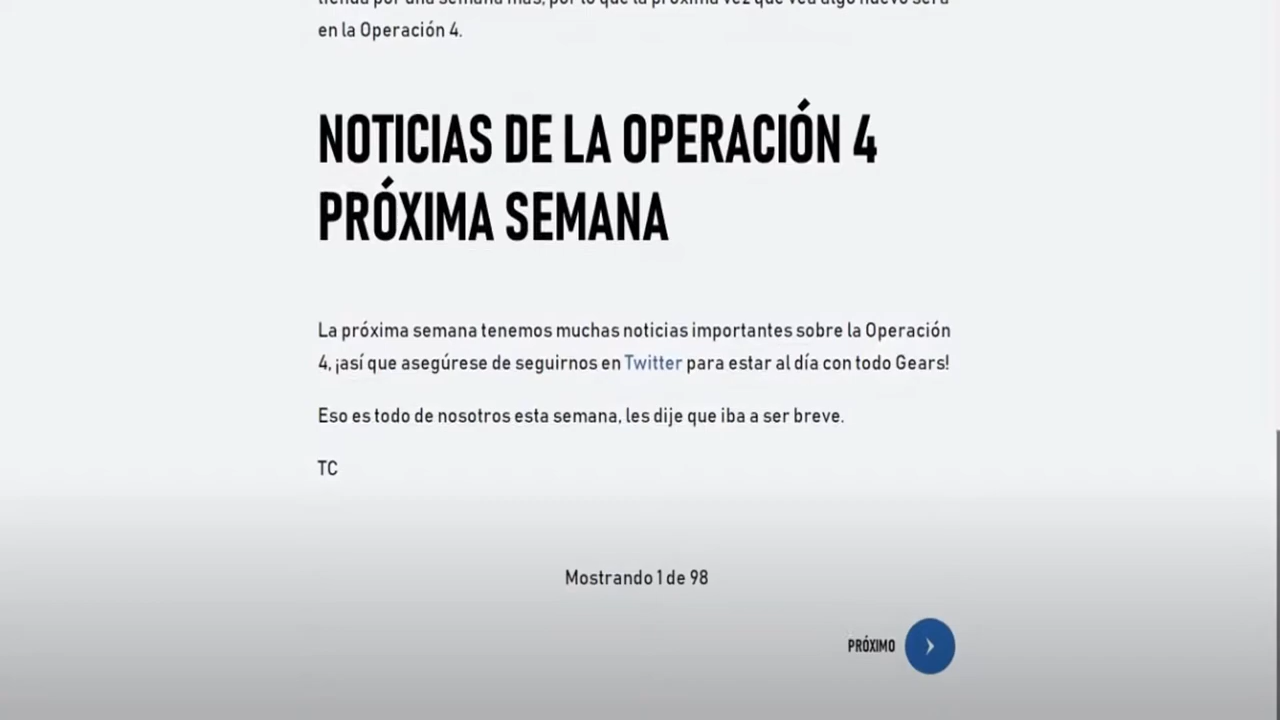 tienda por una semana más, por lo que la próxima vez que vea algo nuevo será
en la Operación 4.
NOTICIAS DE LA OPERACIÓN 4
PRÓXIMA SEMANA
La próxima semana tenemos muchas noticias importantes sobre la Operación
4, ¡así que asegúrese de seguirnos en Twitter para estar al día con todo Gears!
Eso es todo de nosotros esta semana, les dije que iba a ser breve.
TC
Mostrando 1 de 98
PRÓXIMO